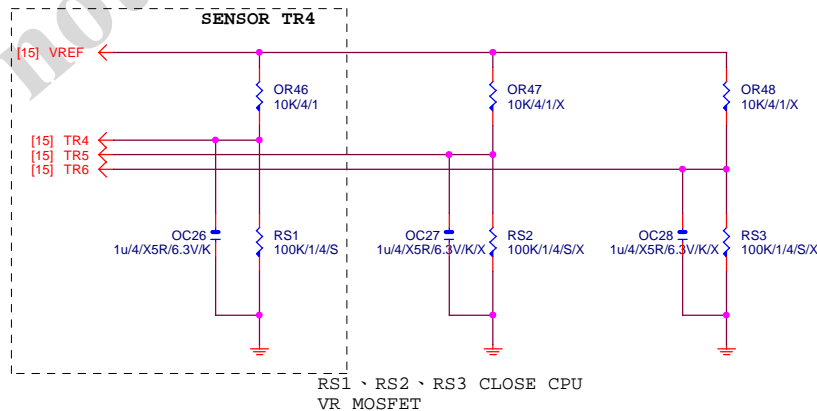 SENSOR TR4
[15] VREF
OR46
10K/4/1
OR47
10K/4/1/X
OR48
10K/4/1/X
[15] TR4
[15] TR5
[15] TR6
OC26
1u/4/X5R/6.3V/K
RS1
100K/1/4/S
OC27
1u/4/X5R/6.3V/K/X
RS2
100K/1/4/S/X
OC28
1u/4/X5R/6.3V/K/X
RS3
100K/1/4/S/X
RS1、RS2、RS3 CLOSE CPU
VR MOSFET
not